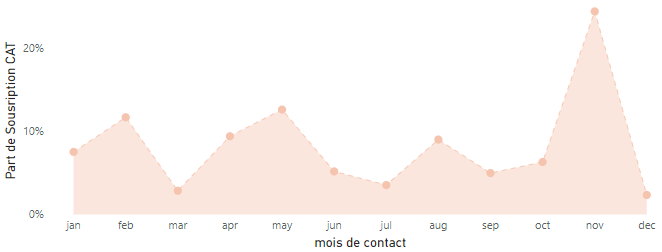 Part de Sousription CAT
20%
10%
0%
jan feb mar apr may jun jul aug sep oct nov dec
mois de contact